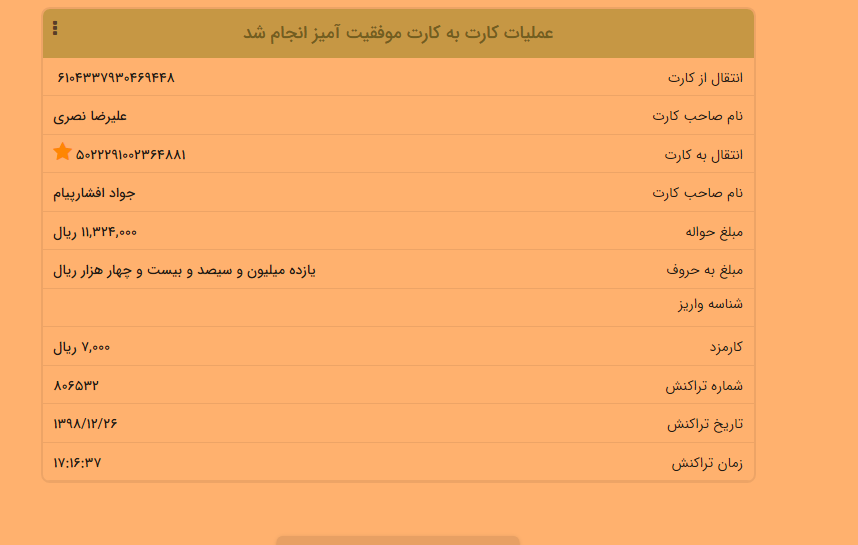 عملیات کارت به کارت موفقیت آمیز انجام شد
انتقال از کارت ۶۱۰۴۳۳۷۹۳۰۴۶۹۴۴۸
نام صاحب کارت علیرضا نصری
انتقال به کارت ۵۰۲۲۲۹۱۰۰۲۳۶۴۸۸۱
نام صاحب کارت جواد افشارپیام
مبلغ حواله ۱۱,۳۲۴,۰۰۰ ریال
مبلغ به حروف یازده میلیون و سیصد و بیست و چهار هزار ریال
شناسه واریز
کارمزد ۷,۰۰۰ ریال
شماره تراکنش ۸۰۶۵۳۲
تاریخ تراکنش ۱۳۹۸/۱۲/۲۶
زمان تراکنش ۱۷:۱۶:۳۷